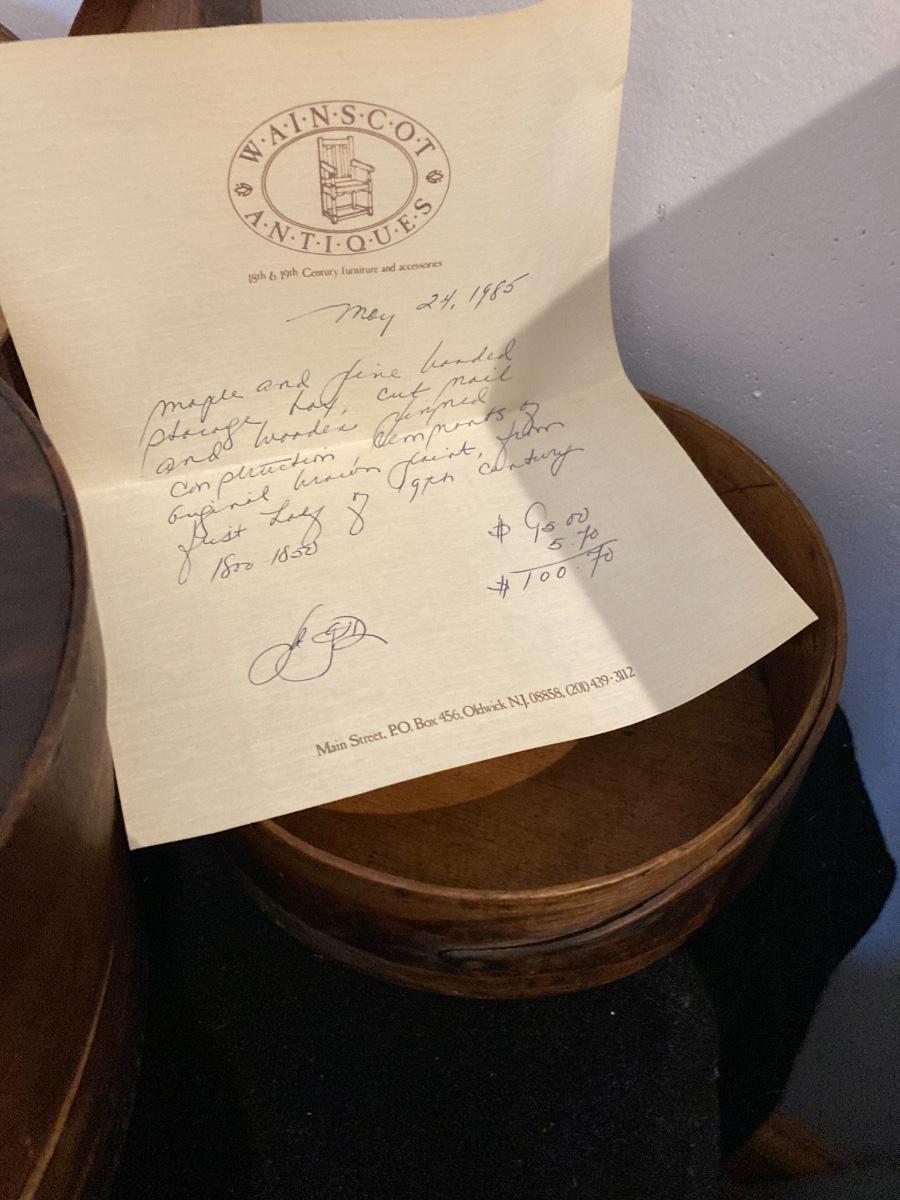 W·A·I·N·S·C·O·T
A·N·T·I·Q·U·E·S
18th & 19th Century furniture and accessories
May 24, 1985
maple and pine banded
storage box, cut nail
and wooden pinned
construction, remnants of
original brown paint, from
first half of 19th century
1800 1850
$ 95.00
5.70
$ 100.70
Main Street, P.O. Box 456, Oldwick N.J. 08858, (201) 439-3112